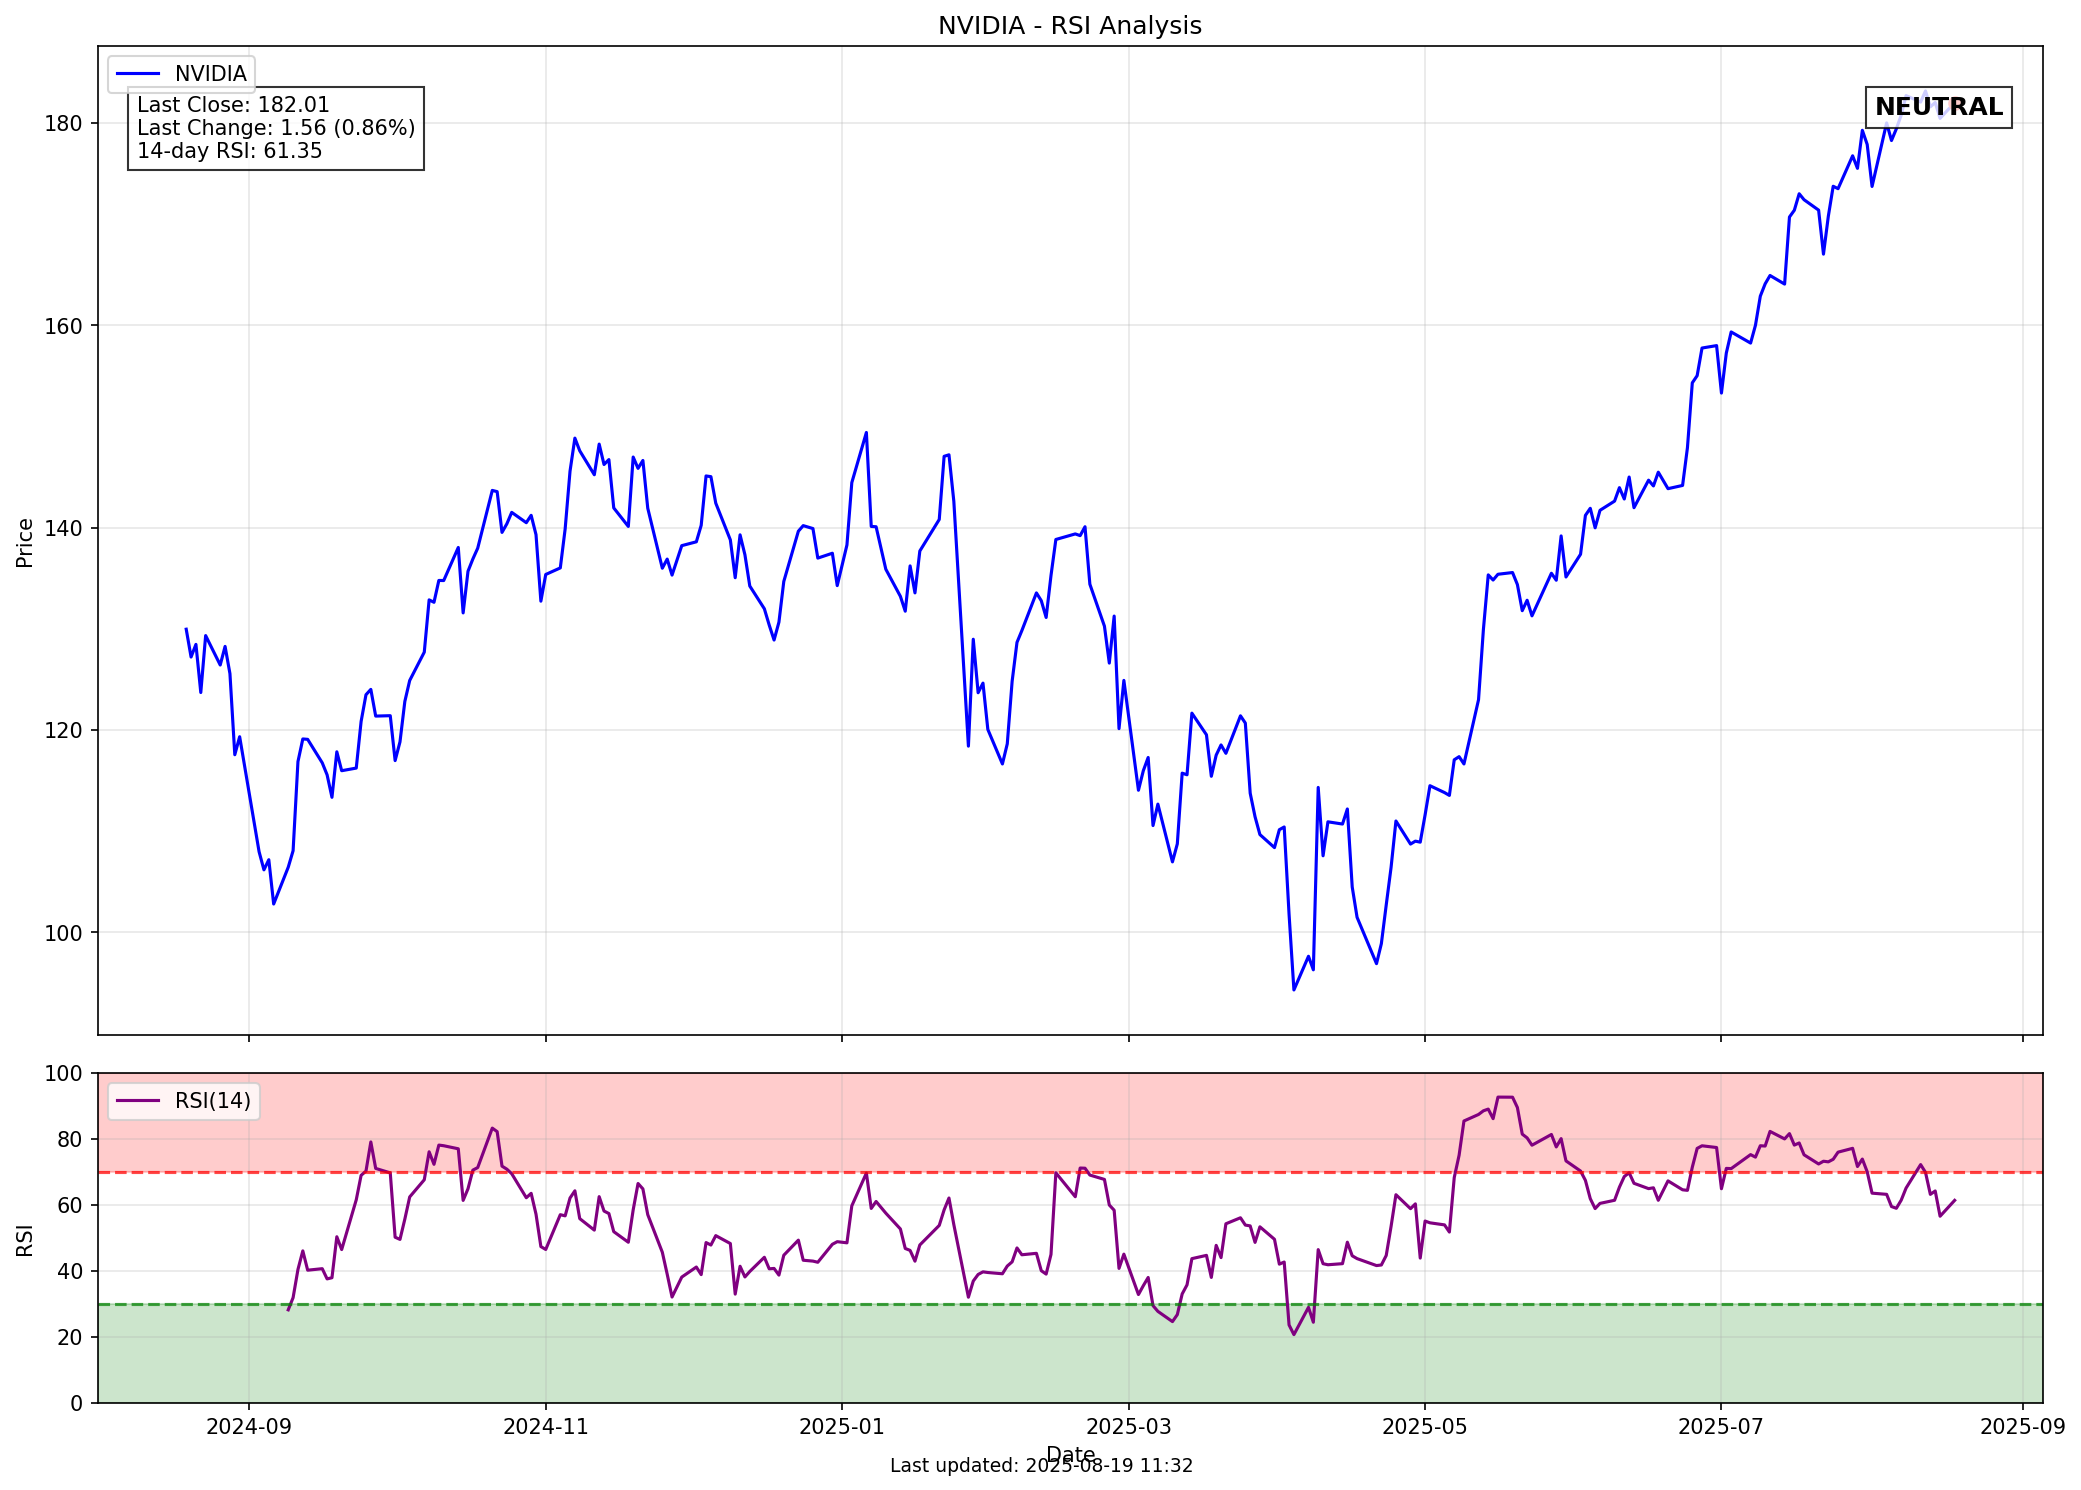 NVIDIA - RSI Analysis
NVIDIA
Last Close: 182.01
Last Change: 1.56 (0.86%)
14-day RSI: 61.35
NEUTRAL
180
160
140
120
100
Price
100
80
60
40
20
0
RSI
RSI(14)
2024-09 2024-11 2025-01 2025-03 2025-05 2025-07 2025-09
Date
Last updated: 2025-08-19 11:32